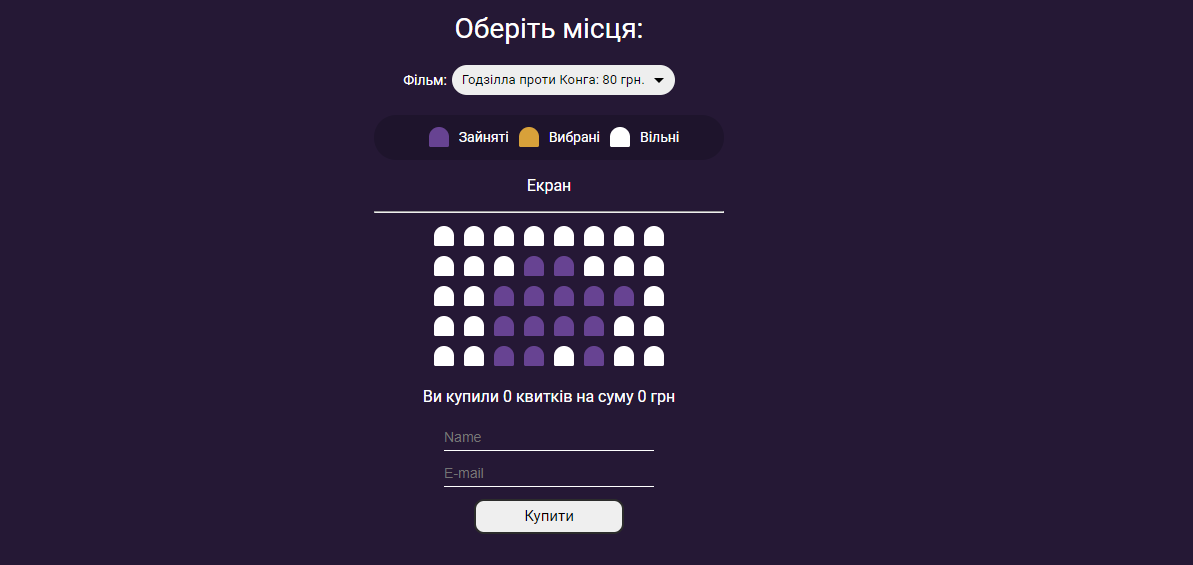 Оберіть місця:
Фільм: Годзілла проти Конга: 80 грн.
Зайняті Вибрані Вільні
Екран
Ви купили 0 квитків на суму 0 грн
Name
E-mail
Купити